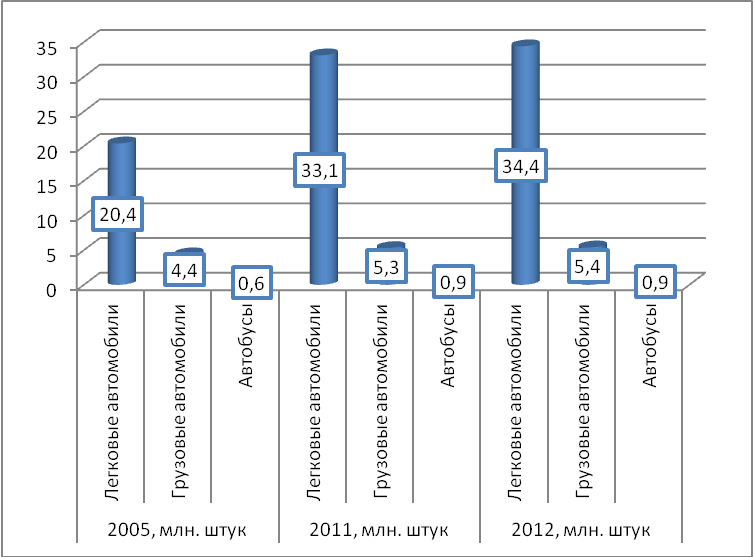 35
30
25
20
15
10
5
0
20,4
4,4
0,6
33,1
5,3
0,9
34,4
5,4
0,9
Легковые автомобили
Грузовые автомобили
Автобусы
Легковые автомобили
Грузовые автомобили
Автобусы
Легковые автомобили
Грузовые автомобили
Автобусы
2005, млн. штук
2011, млн. штук
2012, млн. штук